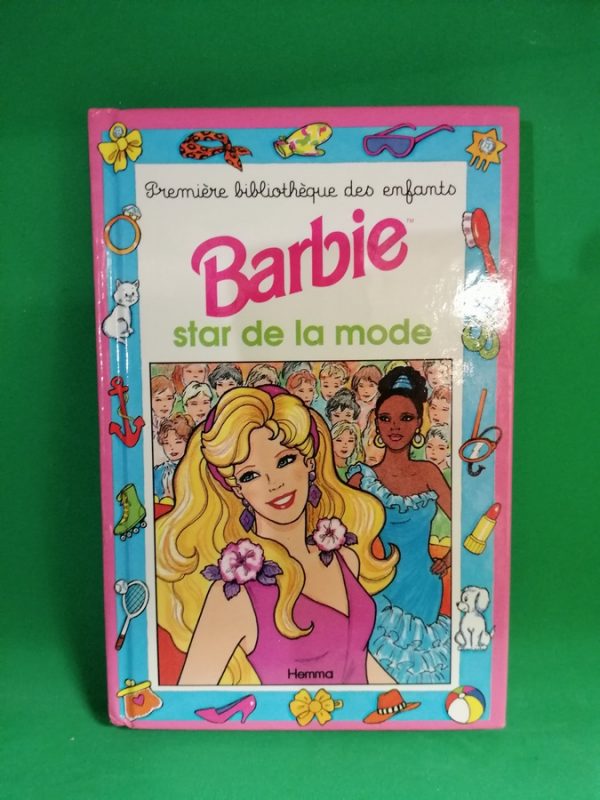 Première bibliothèque des enfants
Barbie™
star de la mode
Hemma